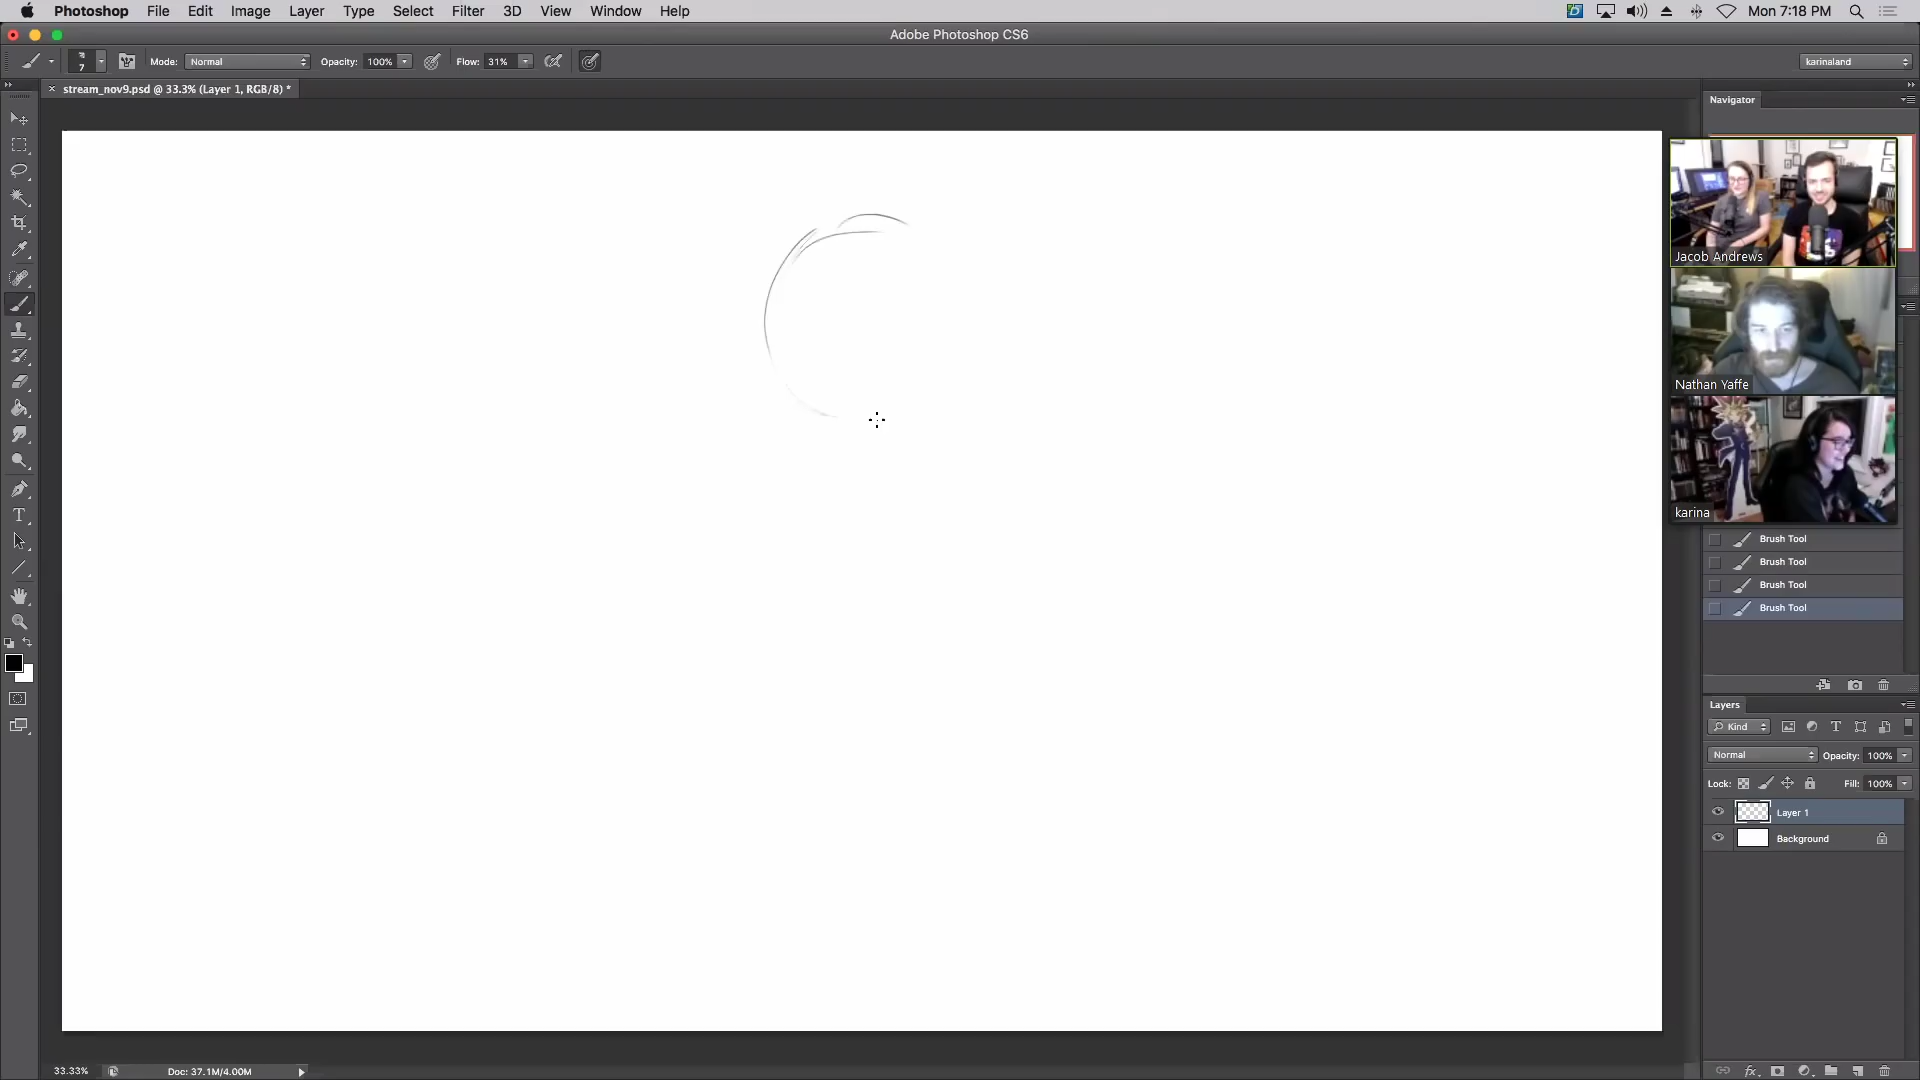 Photoshop File Edit Image Layer Type Select Filter 3D View Window Help Mon 7:18 PM
Adobe Photoshop CS6
7 Mode: Normal Opacity: 100% Flow: 31% karinaland
stream_nov9.psd @ 33.3% (Layer 1, RGB/8) *
Navigator
Jacob Andrews
Nathan Yaffe
karina
Brush Tool
Brush Tool
Brush Tool
Brush Tool
Layers
Kind
Normal Opacity: 100%
Lock: Fill: 100%
Layer 1
Background
33.33% Doc: 37.1M/4.00M